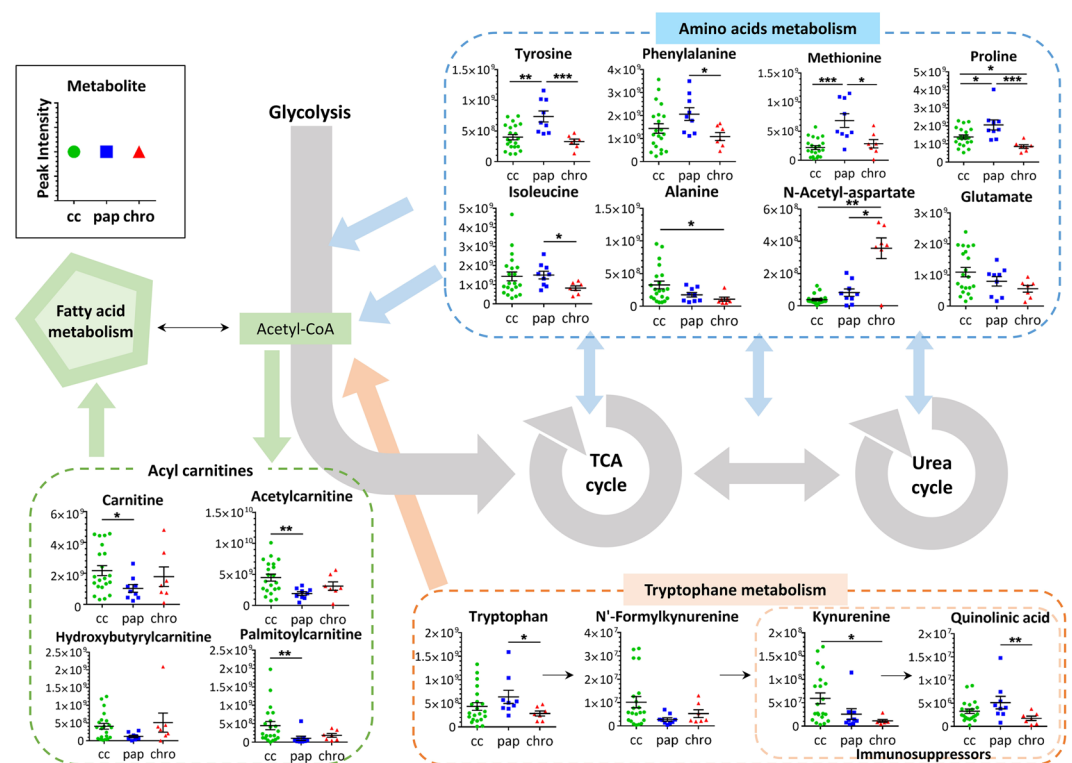 Metabolite
Peak Intensity
cc pap chro
Glycolysis
Fatty acid
metabolism
Acetyl-CoA
Amino acids metabolism
Tyrosine
1.5×10⁹ 1×10⁹ 5×10⁸ 0
** ***
cc pap chro
Phenylalanine
4×10⁹ 3×10⁹ 2×10⁹ 1×10⁹ 0
*
cc pap chro
Methionine
1.5×10⁹ 1×10⁹ 5×10⁸ 0
*** *
cc pap chro
Proline
5×10⁹ 4×10⁹ 3×10⁹ 2×10⁹ 1×10⁹ 0
*
* ***
cc pap chro
Isoleucine
5×10⁹ 4×10⁹ 3×10⁹ 2×10⁹ 1×10⁹ 0
*
cc pap chro
Alanine
1.5×10⁹ 1×10⁹ 5×10⁸ 0
*
cc pap chro
N-Acetyl-aspartate
6×10⁸ 4×10⁸ 2×10⁸ 0
**
*
cc pap chro
Glutamate
3×10⁹ 2×10⁹ 1×10⁹ 0
cc pap chro
TCA
cycle
Urea
cycle
Acyl carnitines
Carnitine
6×10⁹ 4×10⁹ 2×10⁹ 0
*
cc pap chro
Acetylcarnitine
1.5×10¹⁰ 1×10¹⁰ 5×10⁹ 0
**
cc pap chro
Hydroxybutyrylcarnitine
2.5×10⁹ 2×10⁹ 1.5×10⁹ 1×10⁹ 5×10⁸ 0
cc pap chro
Palmitoylcarnitine
2.5×10⁹ 2×10⁹ 1.5×10⁹ 1×10⁹ 5×10⁸ 0
**
cc pap chro
Tryptophane metabolism
Tryptophan
2×10⁹ 1.5×10⁹ 1×10⁹ 5×10⁸ 0
*
cc pap chro
N'-Formylkynurenine
4×10⁷ 3×10⁷ 2×10⁷ 1×10⁷ 0
cc pap chro
Kynurenine
2×10⁸ 2×10⁸ 1×10⁸ 5×10⁷ 0
*
cc pap chro
Quinolinic acid
2×10⁷ 1.5×10⁷ 1×10⁷ 5×10⁶ 0
**
cc pap chro
Immunosuppressors